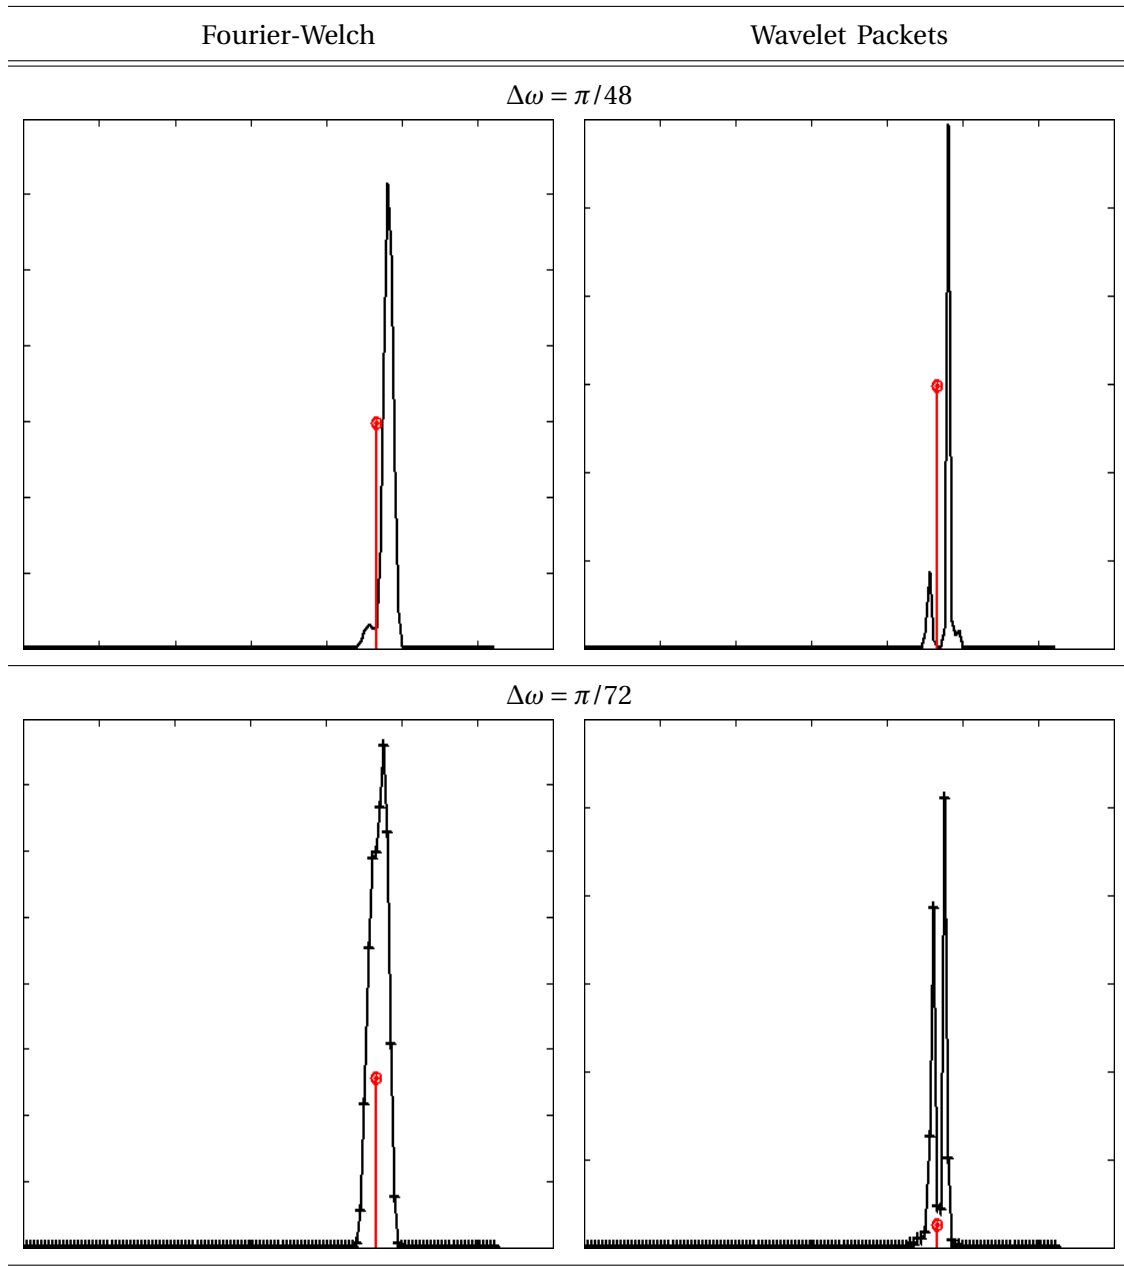 Fourier-Welch Wavelet Packets
Δω = π/48
Δω = π/72